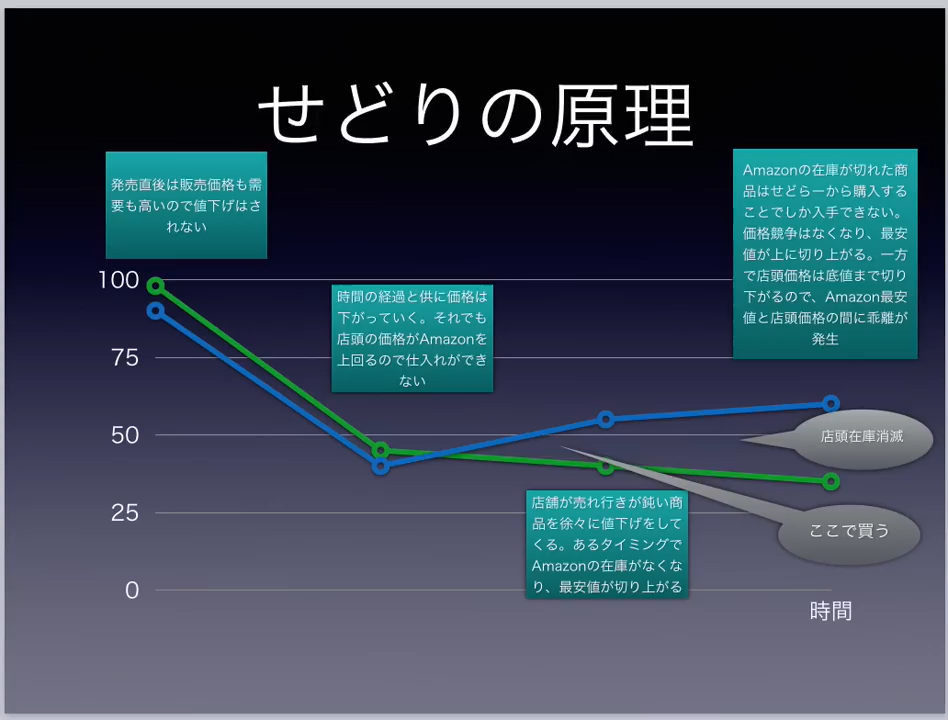 せどりの原理
発売直後は販売価格も需
要も高いので値下げはさ
れない
Amazonの在庫が切れた商
品はせどらーから購入する
ことでしか入手できない。
価格競争はなくなり、最安
値が上に切り上がる。一方
で店頭価格は底値まで切り
下がるので、Amazon最安
値と店頭価格の間に乖離が
発生
時間の経過と供に価格は
下がっていく。それでも
店頭の価格がAmazonを
上回るので仕入れができ
ない
100
75
50
25
0
店頭在庫消滅
店舗が売れ行きが鈍い商
品を徐々に値下げをして
くる。あるタイミングで
Amazonの在庫がなくな
り、最安値が切り上がる
ここで買う
時間